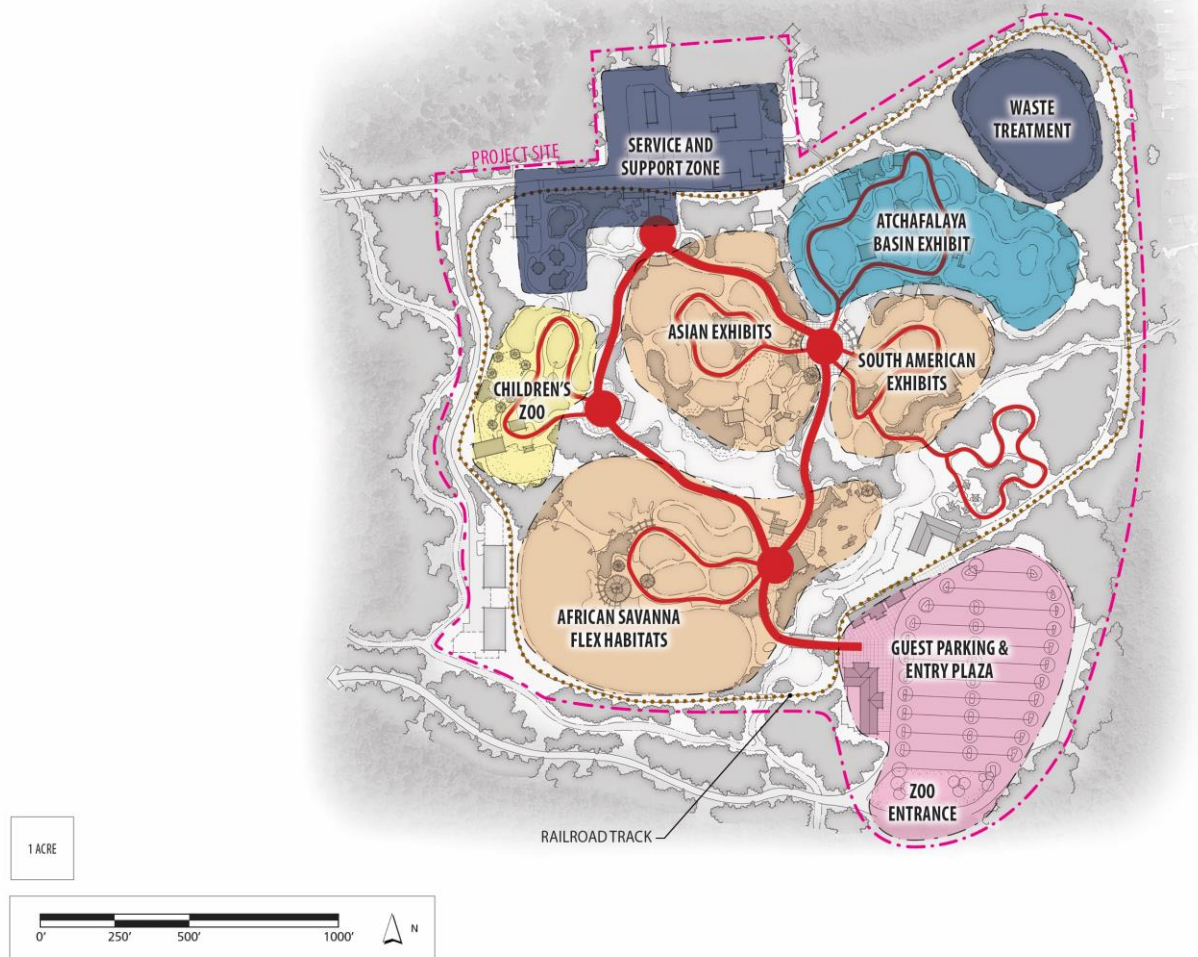 WASTE
TREATMENT
SERVICE AND
SUPPORT ZONE
PROJECT SITE
ATCHAFALAYA
BASIN EXHIBIT
ASIAN EXHIBITS
SOUTH AMERICAN
EXHIBITS
CHILDREN'S
ZOO
AFRICAN SAVANNA
FLEX HABITATS
GUEST PARKING &
ENTRY PLAZA
ZOO
ENTRANCE
RAILROAD TRACK
1 ACRE
0' 250' 500' 1000' N